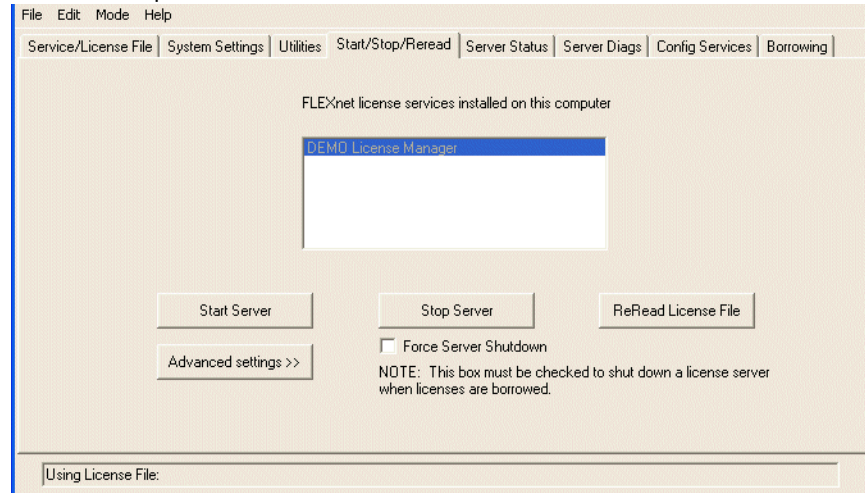 File Edit Mode Help
Service/License File System Settings Utilities Start/Stop/Reread Server Status Server Diags Config Services Borrowing
FLEXnet license services installed on this computer
DEMO License Manager
Start Server Stop Server ReRead License File
Force Server Shutdown
Advanced settings >>
NOTE: This box must be checked to shut down a license server
when licenses are borrowed.
Using License File: